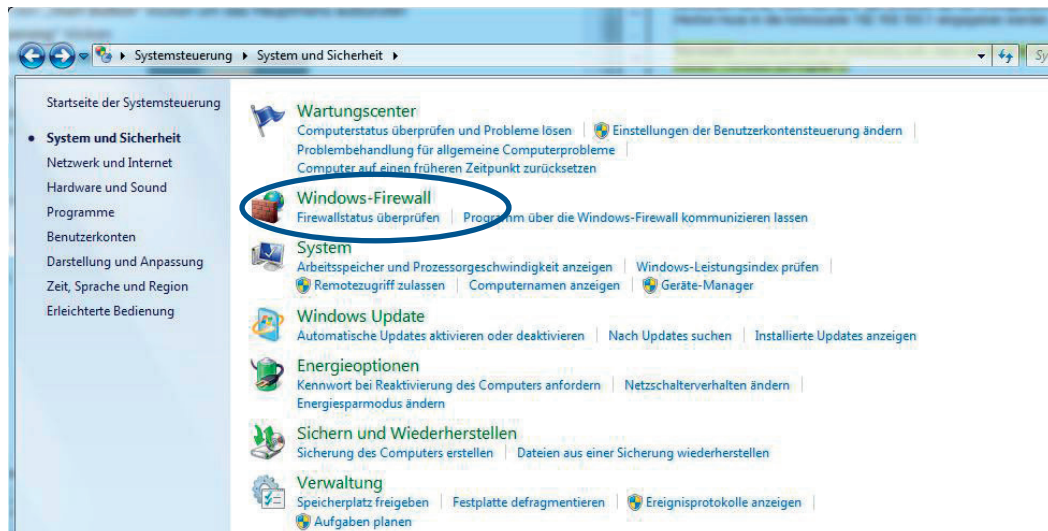 Systemsteuerung ▸ System und Sicherheit ▸
Sy
Startseite der Systemsteuerung
• System und Sicherheit
Netzwerk und Internet
Hardware und Sound
Programme
Benutzerkonten
Darstellung und Anpassung
Zeit, Sprache und Region
Erleichterte Bedienung
Wartungscenter
Computerstatus überprüfen und Probleme lösen | Einstellungen der Benutzerkontensteuerung ändern
Problembehandlung für allgemeine Computerprobleme
Computer auf einen früheren Zeitpunkt zurücksetzen
Windows-Firewall
Firewallstatus überprüfen | Programm über die Windows-Firewall kommunizieren lassen
System
Arbeitsspeicher und Prozessorgeschwindigkeit anzeigen | Windows-Leistungsindex prüfen
Remotezugriff zulassen | Computernamen anzeigen | Geräte-Manager
Windows Update
Automatische Updates aktivieren oder deaktivieren | Nach Updates suchen | Installierte Updates anzeigen
Energieoptionen
Kennwort bei Reaktivierung des Computers anfordern | Netzschalterverhalten ändern
Energiesparmodus ändern
Sichern und Wiederherstellen
Sicherung des Computers erstellen | Dateien aus einer Sicherung wiederherstellen
Verwaltung
Speicherplatz freigeben | Festplatte defragmentieren | Ereignisprotokolle anzeigen
Aufgaben planen